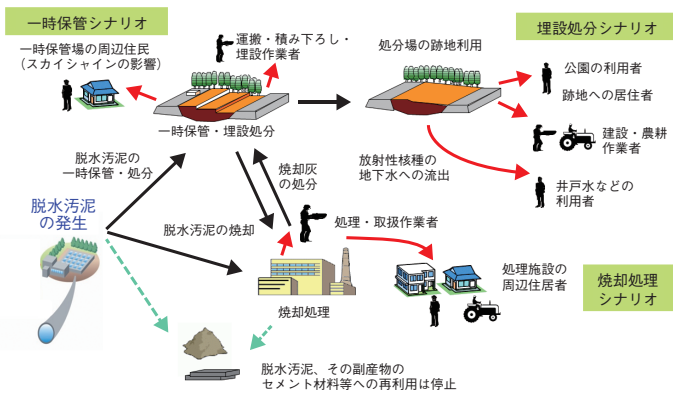 一時保管シナリオ
一時保管場の周辺住民
（スカイシャインの影響）
運搬・積み下ろし・
埋設作業者
一時保管・埋設処分
処分場の跡地利用
埋設処分シナリオ
公園の利用者
跡地への居住者
建設・農耕
作業者
井戸水などの
利用者
放射性核種の
地下水への流出
脱水汚泥の
一時保管・処分
焼却灰
の処分
脱水汚泥の発生
脱水汚泥の焼却
処理・取扱作業者
焼却処理
処理施設の
周辺住居者
焼却処理
シナリオ
脱水汚泥、その副産物の
セメント材料等への再利用は停止